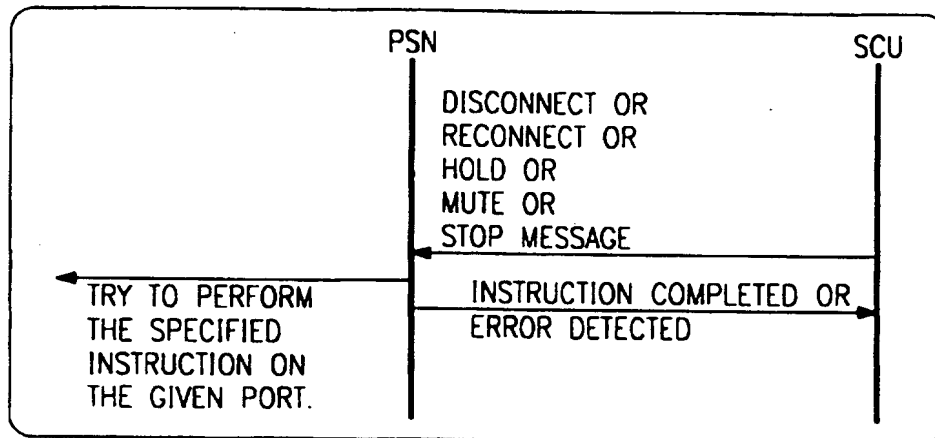 PSN
SCU
DISCONNECT OR
RECONNECT OR
HOLD OR
MUTE OR
STOP MESSAGE
TRY TO PERFORM
THE SPECIFIED
INSTRUCTION ON
THE GIVEN PORT.
INSTRUCTION COMPLETED OR
ERROR DETECTED